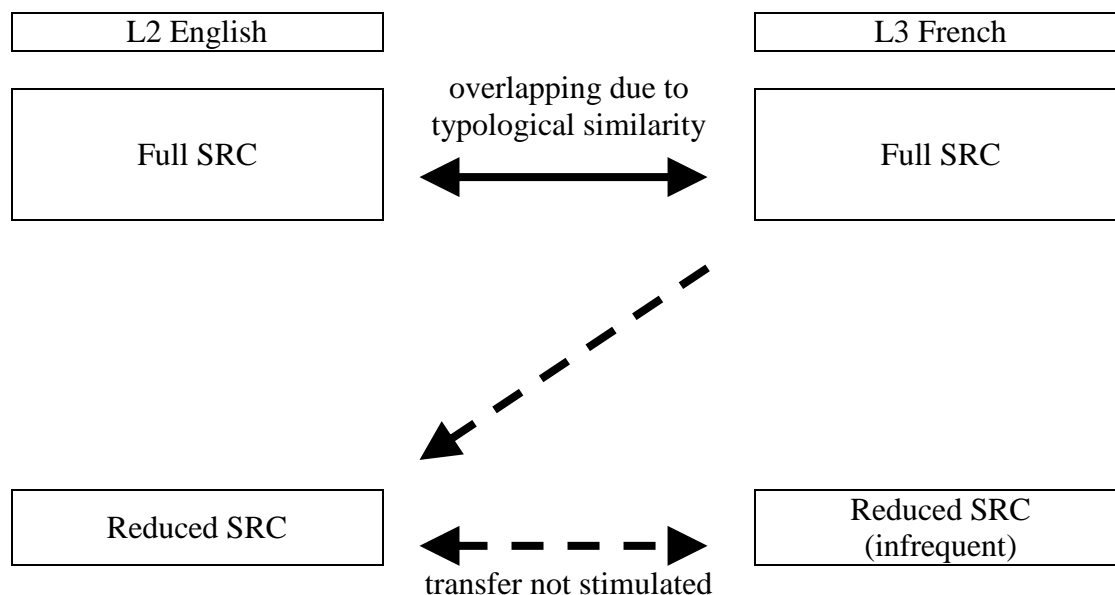 L2 English
L3 French
overlapping due to
typological similarity
Full SRC
Full SRC
Reduced SRC
Reduced SRC
(infrequent)
transfer not stimulated